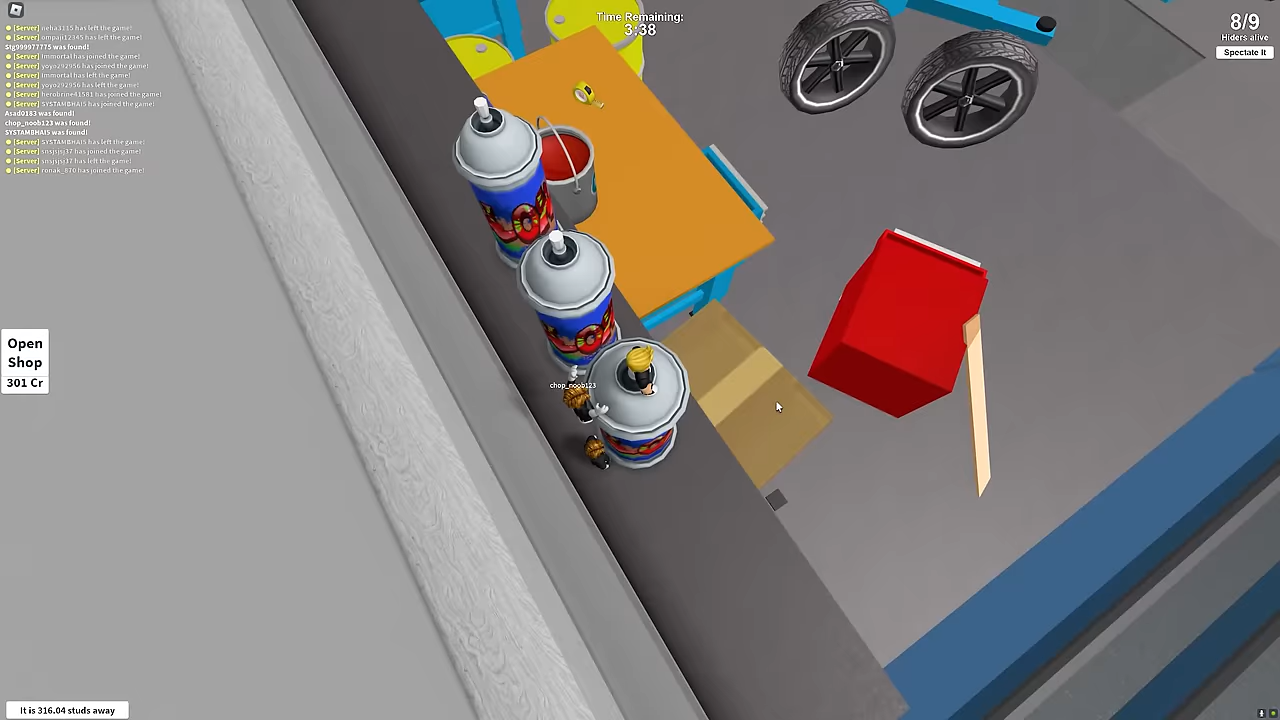 [Server] neha3115 has left the game!
[Server] ompaji12345 has left the game!
Stg999977775 was found!
[Server] immortal has joined the game!
[Server] yoyo292956 has joined the game!
[Server] immortal has left the game!
[Server] yoyo292956 has left the game!
[Server] herobrine41581 has joined the game!
[Server] SYSTAMBHAI5 has joined the game!
Asad0183 was found!
chop_noob123 was found!
SYSTAMBHAI5 was found!
[Server] SYSTAMBHAI5 has left the game!
[Server] snsjsjsj37 has joined the game!
[Server] snsjsjsj37 has left the game!
[Server] ronak_870 has joined the game!
Time Remaining:
3:38
8/9
Hiders alive
Spectate It
Open
Shop
301 Cr
chop_noob123
It is 316.04 studs away